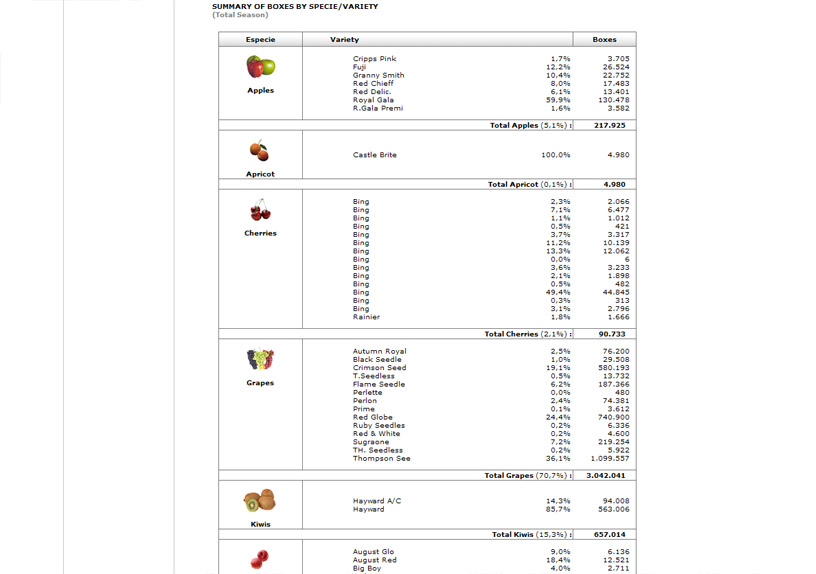 SUMMARY OF BOXES BY SPECIE/VARIETY
(Total Season)
Especie Variety Boxes
Apples
Cripps Pink 1,7% 3.705
Fuji 12,2% 26.524
Granny Smith 10,4% 22.752
Red Chieff 8,0% 17.483
Red Delic. 6,1% 13.401
Royal Gala 59,9% 130.478
R.Gala Premi 1,6% 3.582
Total Apples (5,1%) : 217.925
Castle Brite 100,0% 4.980
Apricot
Total Apricot (0,1%) : 4.980
Cherries
Bing 2,3% 2.066
Bing 7,1% 6.477
Bing 1,1% 1.012
Bing 0,5% 421
Bing 3,7% 3.317
Bing 11,2% 10.139
Bing 13,3% 12.062
Bing 0,0% 6
Bing 3,6% 3.233
Bing 2,1% 1.898
Bing 0,5% 482
Bing 49,4% 44.845
Bing 0,3% 313
Bing 3,1% 2.796
Rainier 1,8% 1.666
Total Cherries (2,1%) : 90.733
Grapes
Autumn Royal 2,5% 76.200
Black Seedle 1,0% 29.508
Crimson Seed 19,1% 580.193
T.Seedless 0,5% 13.732
Flame Seedle 6,2% 187.366
Perlette 0,0% 480
Perlon 2,4% 74.381
Prime 0,1% 3.612
Red Globe 24,4% 740.900
Ruby Seedles 0,2% 6.336
Red & White 0,2% 4.600
Sugraone 7,2% 219.254
TH. Seedless 0,2% 5.922
Thompson See 36,1% 1.099.557
Total Grapes (70,7%) : 3.042.041
Hayward A/C 14,3% 94.008
Hayward 85,7% 563.006
Kiwis
Total Kiwis (15,3%) : 657.014
August Glo 9,0% 6.136
August Red 18,4% 12.521
Big Boy 4,0% 2.711